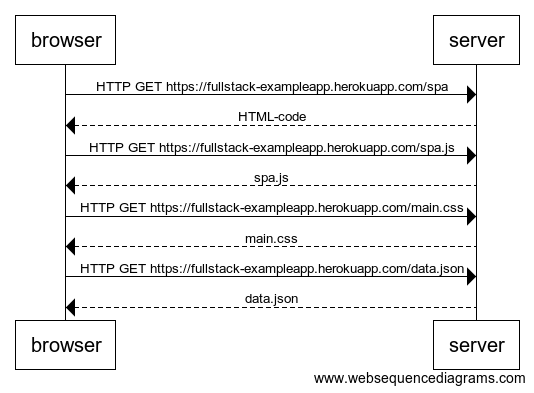 browser server
HTTP GET https://fullstack-exampleapp.herokuapp.com/spa
HTML-code
HTTP GET https://fullstack-exampleapp.herokuapp.com/spa.js
spa.js
HTTP GET https://fullstack-exampleapp.herokuapp.com/main.css
main.css
HTTP GET https://fullstack-exampleapp.herokuapp.com/data.json
data.json
browser server
www.websequencediagrams.com